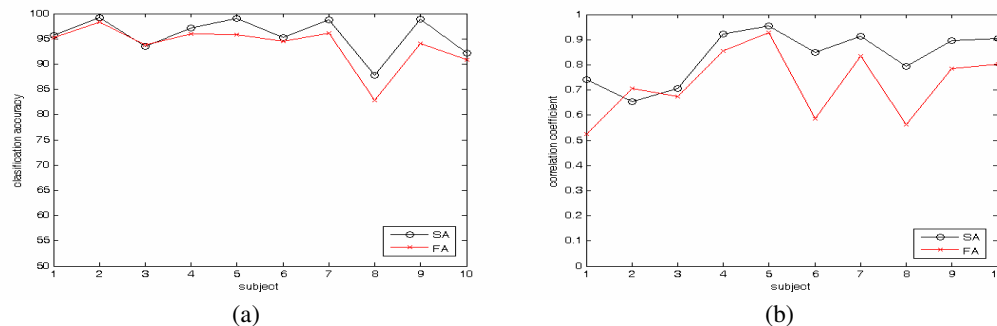 100
95
90
85
80
75
70
65
60
55
50
clasification accuracy
1 2 3 4 5 6 7 8 9 10
subject
SA
FA
(a)
1
0.9
0.8
0.7
0.6
0.5
0.4
0.3
0.2
0.1
0
correlation coefficient
1 2 3 4 5 6 7 8 9 1
subject
SA
FA
(b)